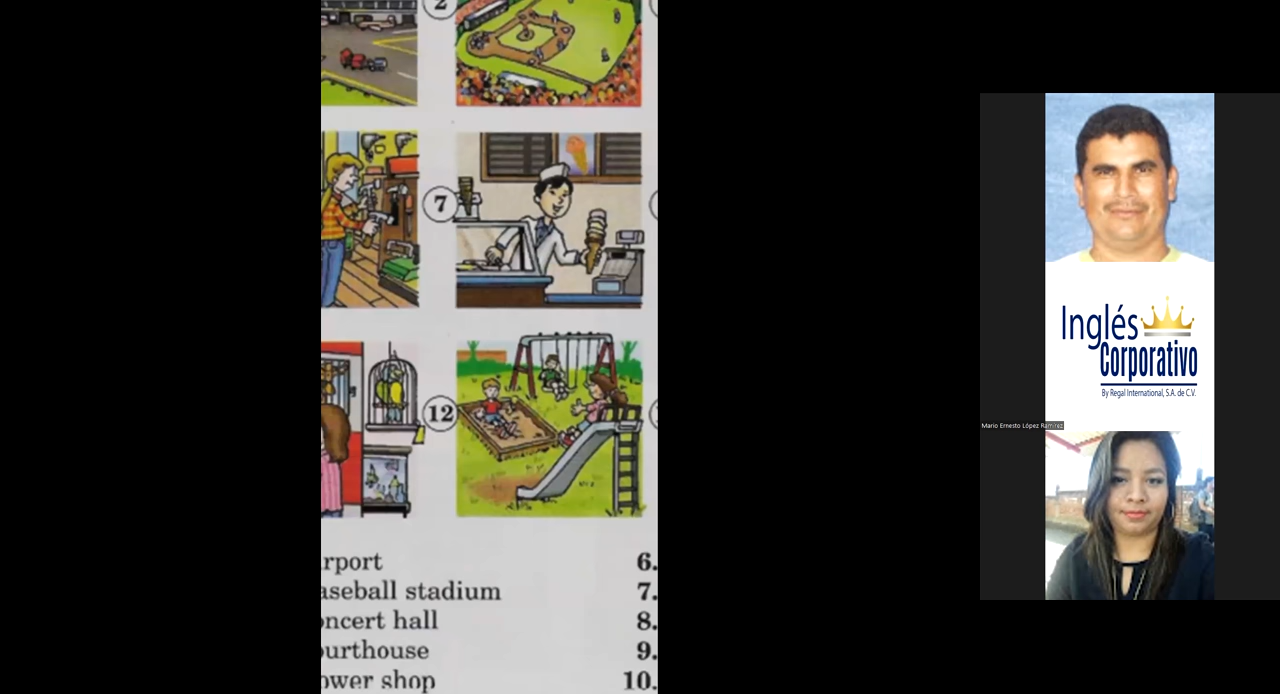 2
7
12
rport
aseball stadium
oncert hall
ourthouse
ower shop
6.
7.
8.
9.
10.
Inglés
Corporativo
By Regal International, S.A. de C.V.
Mario Ernesto López Ramírez